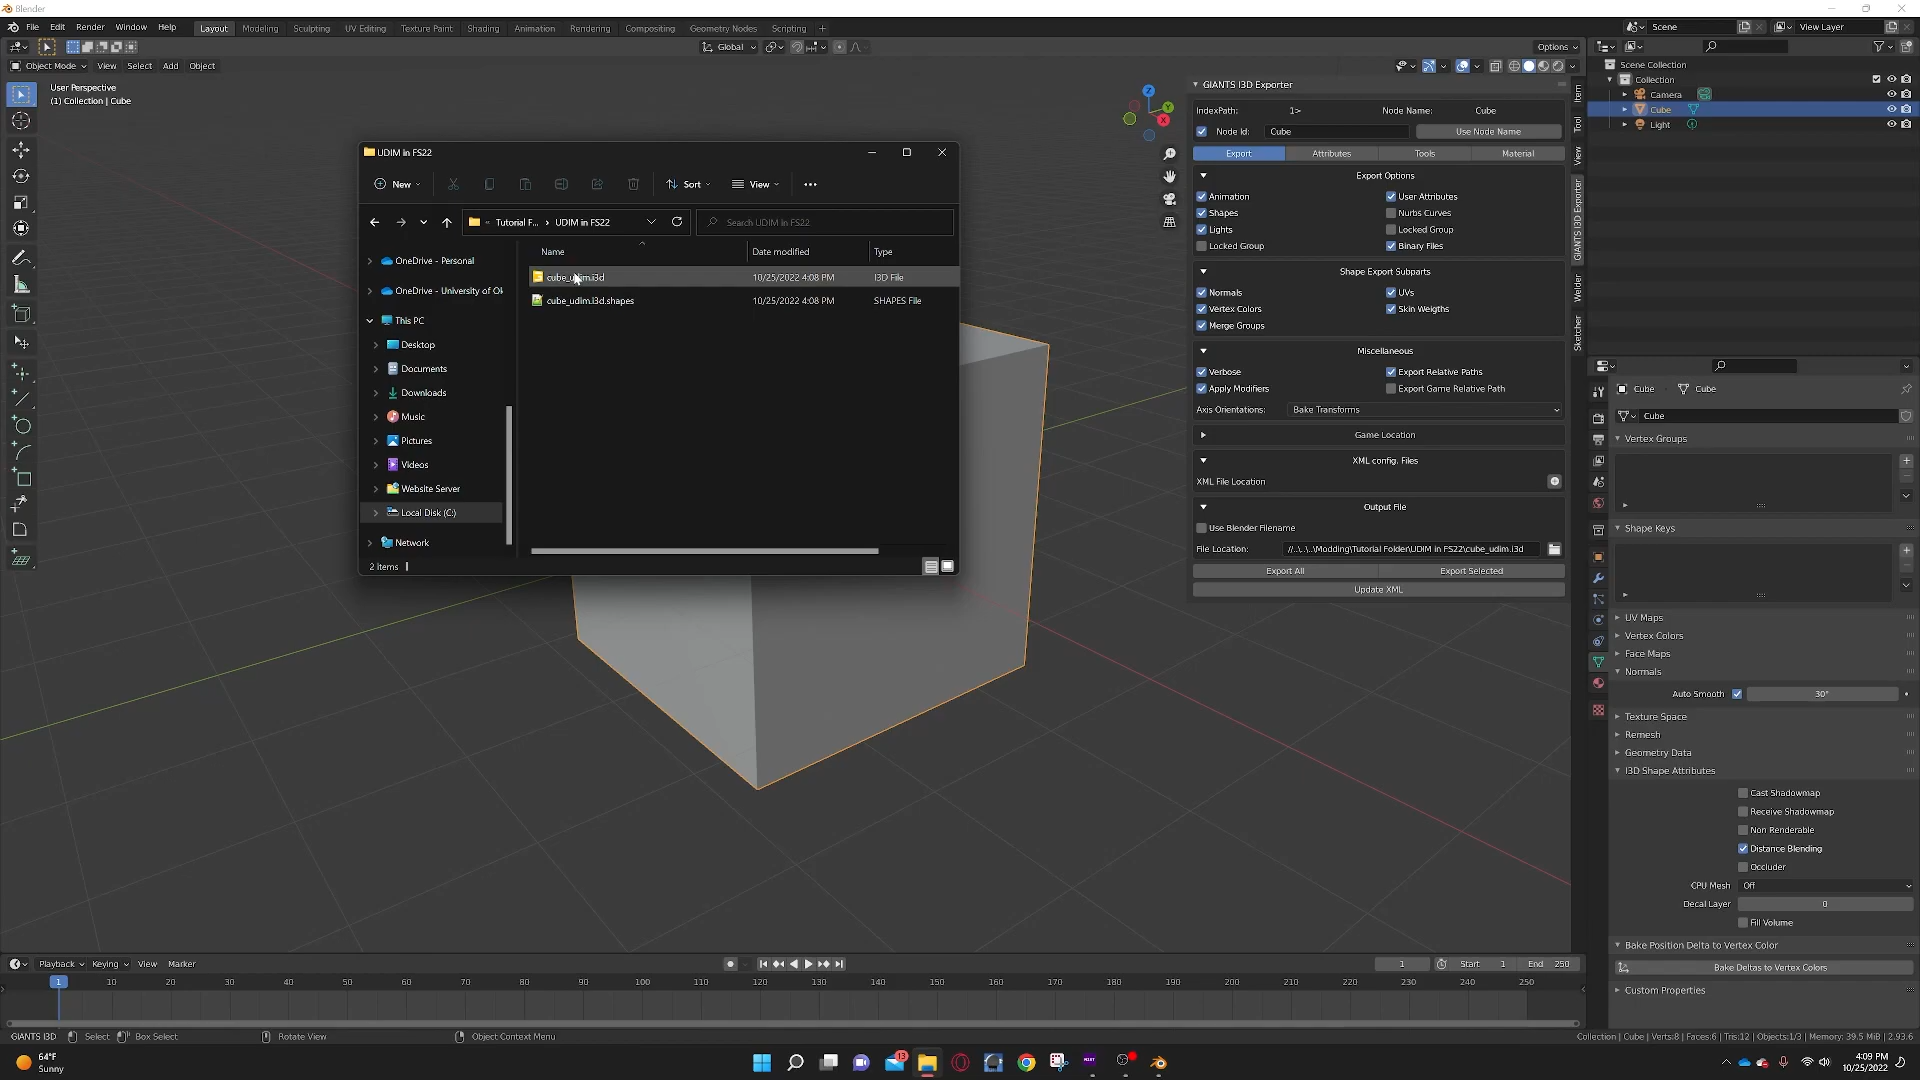 Blender
File Edit Render Window Help Layout Modeling Sculpting UV Editing Texture Paint Shading Animation Rendering Compositing Geometry Nodes Scripting + Scene View Layer
Global Options
Object Mode View Select Add Object
User Perspective
(1) Collection | Cube
Z
Y
X
UDIM in FS22
New Sort View
« Tutorial F... › UDIM in FS22 Search UDIM in FS22
Name Date modified Type
OneDrive - Personal
OneDrive - University of Ok
This PC
Desktop
Documents
Downloads
Music
Pictures
Videos
Website Server
Local Disk (C:)
Network
cube_udim.i3d 10/25/2022 4:08 PM I3D File
cube_udim.i3d.shapes 10/25/2022 4:08 PM SHAPES File
2 items
GIANTS I3D Exporter
IndexPath: 1> Node Name: Cube
Node Id: Cube Use Node Name
Export Attributes Tools Material
Export Options
Animation User Attributes
Shapes Nurbs Curves
Lights Locked Group
Locked Group Binary Files
Shape Export Subparts
Normals UVs
Vertex Colors Skin Weigths
Merge Groups
Miscellaneous
Verbose Export Relative Paths
Apply Modifiers Export Game Relative Path
Axis Orientations: Bake Transforms
Game Location
XML config. Files
XML File Location
Output File
Use Blender Filename
File Location: //..\..\..\Modding\Tutorial Folder\UDIM in FS22\cube_udim.i3d
Export All Export Selected
Update XML
Item
Tool
View
GIANTS I3D Exporter
Welder
Sketcher
Scene Collection
Collection
Camera
Cube
Light
Cube Cube
Cube
Vertex Groups
Shape Keys
UV Maps
Vertex Colors
Face Maps
Normals
Auto Smooth 30°
Texture Space
Remesh
Geometry Data
I3D Shape Attributes
Cast Shadowmap
Receive Shadowmap
Non Renderable
Distance Blending
Occluder
CPU Mesh Off
Decal Layer 0
Fill Volume
Bake Position Delta to Vertex Color
Bake Deltas to Vertex Colors
Custom Properties
Playback Keying View Marker 1 Start 1 End 250
1 10 20 30 40 50 60 70 80 90 100 110 120 130 140 150 160 170 180 190 200 210 220 230 240 250
GIANTS I3D Select Box Select Rotate View Object Context Menu Collection | Cube | Verts:8 | Faces:6 | Tris:12 | Objects:1/3 | Memory: 39.5 MiB | 2.93.6
64°F
Sunny
13
4:09 PM
10/25/2022